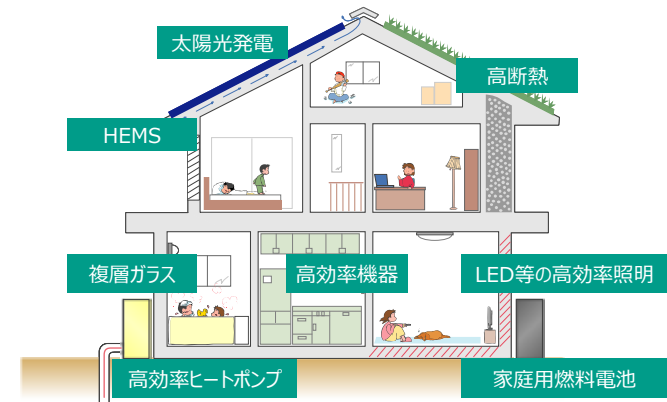 太陽光発電
高断熱
HEMS
複層ガラス
高効率機器
LED等の高効率照明
高効率ヒートポンプ
家庭用燃料電池